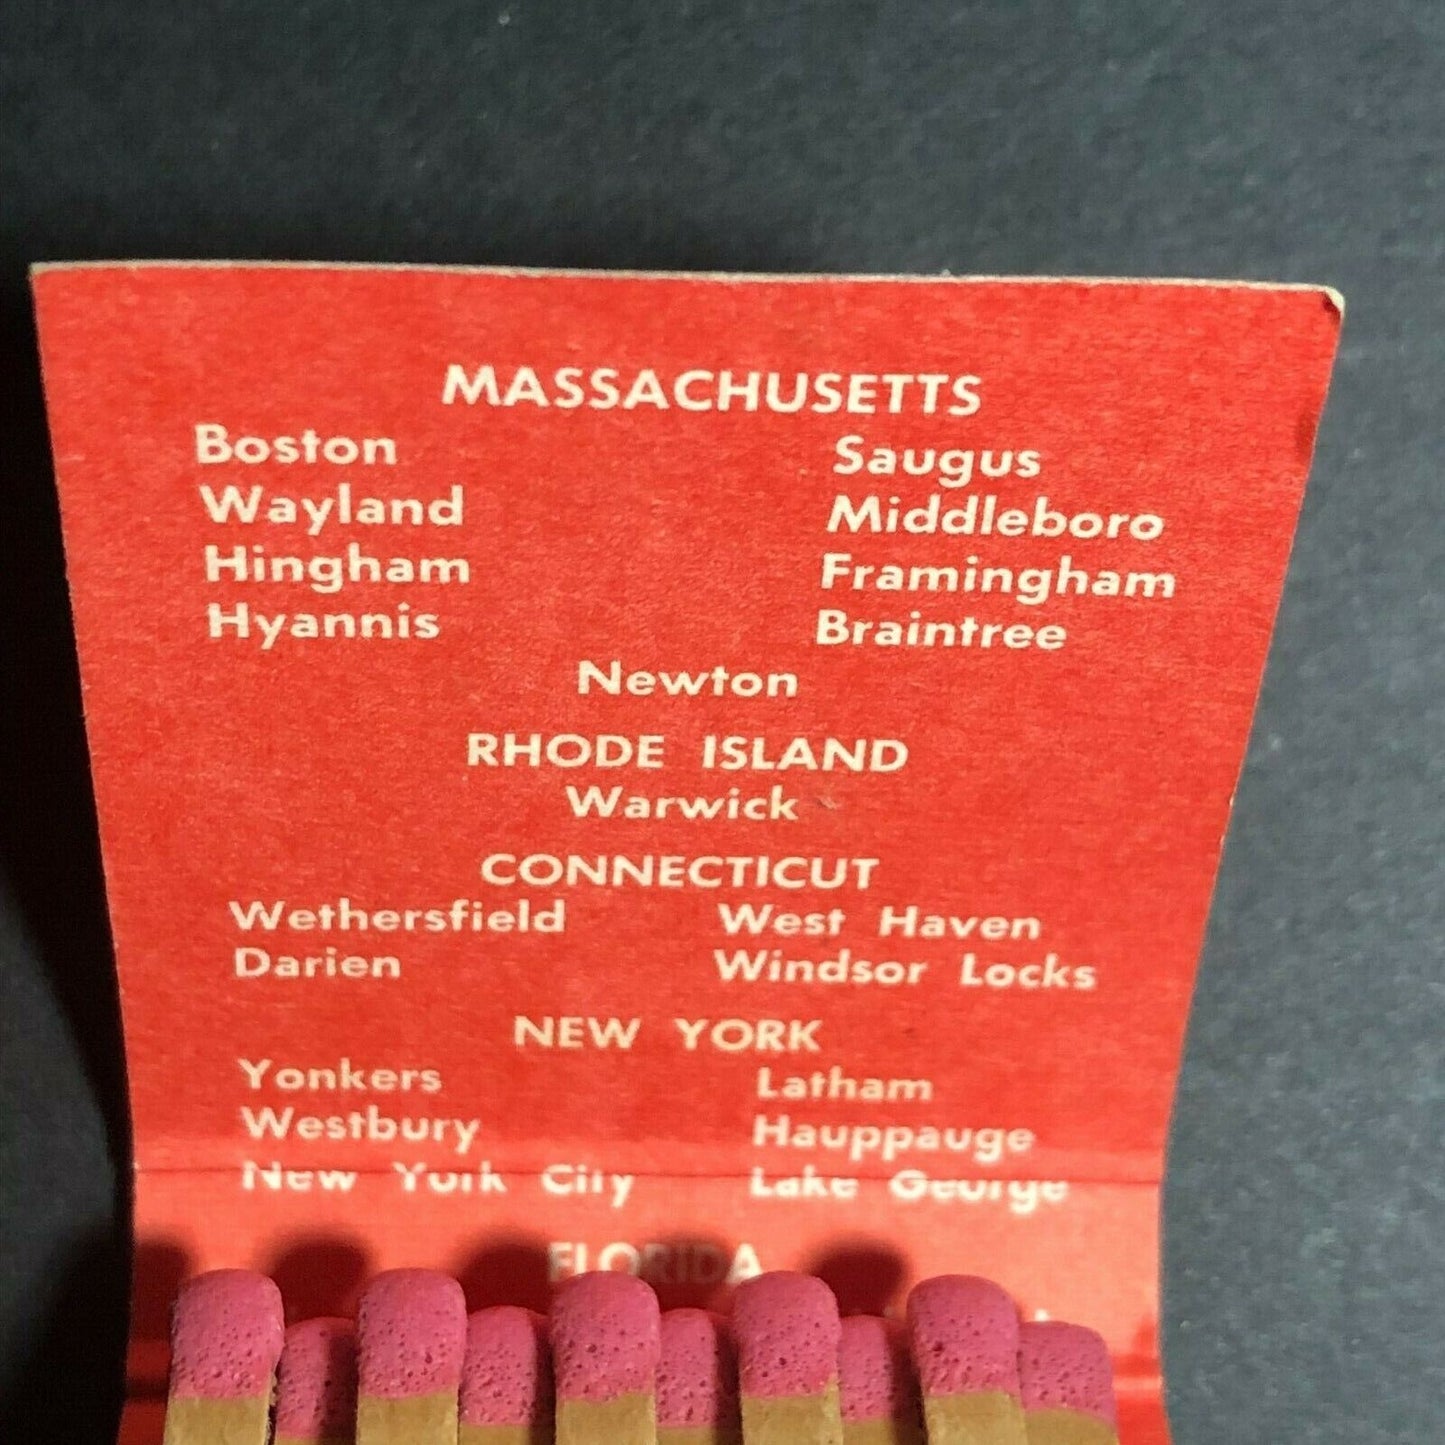 MASSACHUSETTS
Boston Saugus
Wayland Middleboro
Hingham Framingham
Hyannis Braintree
Newton
RHODE ISLAND
Warwick
CONNECTICUT
Wethersfield West Haven
Darien Windsor Locks
NEW YORK
Yonkers Latham
Westbury Hauppauge
New York City Lake George
FLORIDA